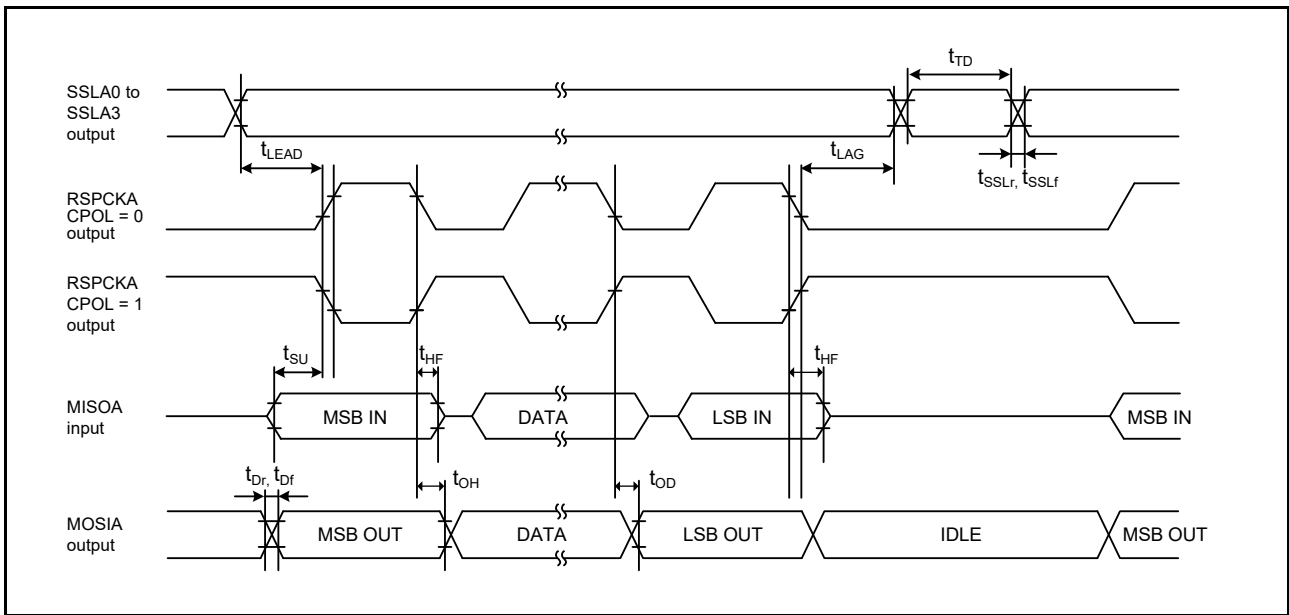 tTD
SSLA0 to
SSLA3
output
tLEAD
tLAG
tSSLr, tSSLf
RSPCKA
CPOL = 0
output
RSPCKA
CPOL = 1
output
tSU
tHF
tHF
MISOA
input
MSB IN
DATA
LSB IN
MSB IN
tDr, tDf
tOH
tOD
MOSIA
output
MSB OUT
DATA
LSB OUT
IDLE
MSB OUT